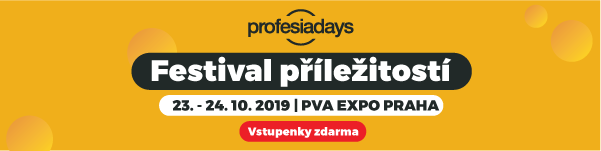 profesiadays
Festival příležitostí
23. - 24. 10. 2019 | PVA EXPO PRAHA
Vstupenky zdarma